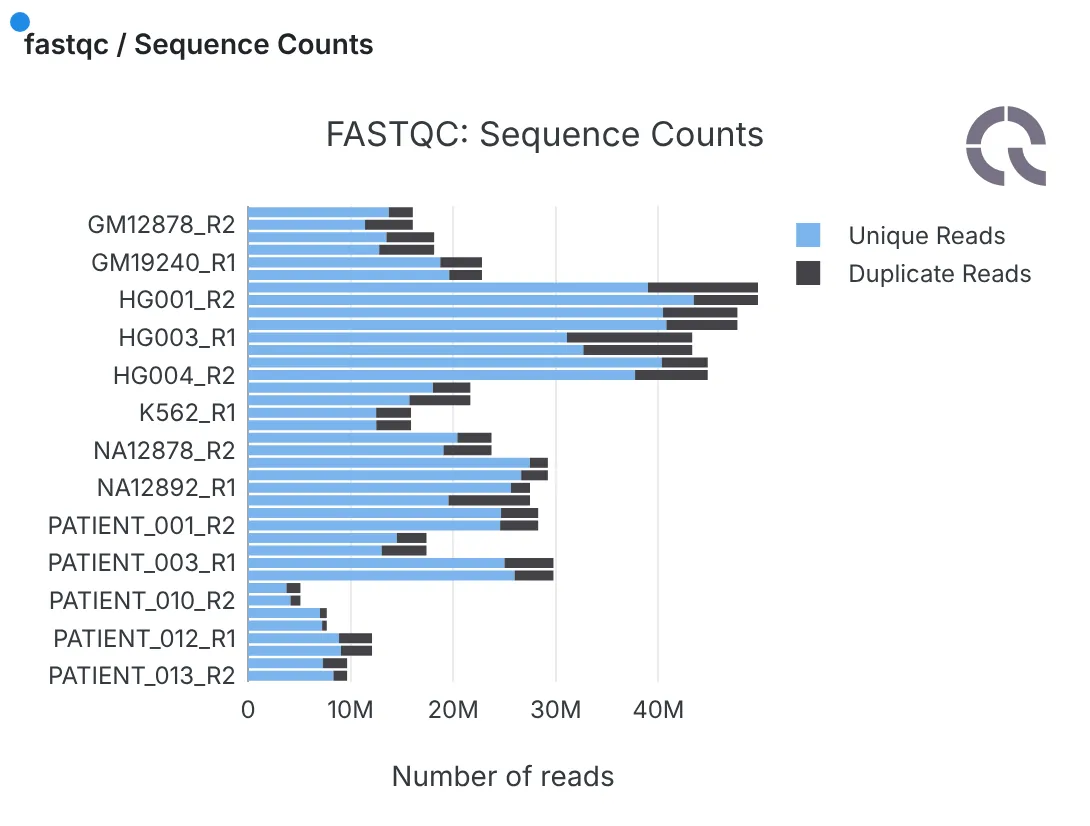 fastqc / Sequence Counts
FASTQC: Sequence Counts
GM12878_R2
GM19240_R1
HG001_R2
HG003_R1
HG004_R2
K562_R1
NA12878_R2
NA12892_R1
PATIENT_001_R2
PATIENT_003_R1
PATIENT_010_R2
PATIENT_012_R1
PATIENT_013_R2
0 10M 20M 30M 40M
Number of reads
Unique Reads
Duplicate Reads